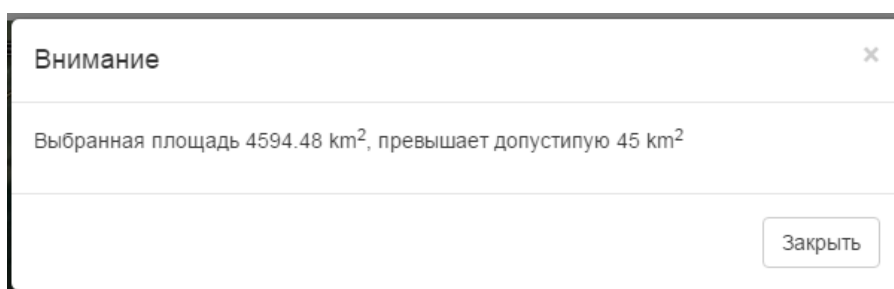 Внимание
×
Выбранная площадь 4594.48 km², превышает допустипую 45 km²
Закрыть